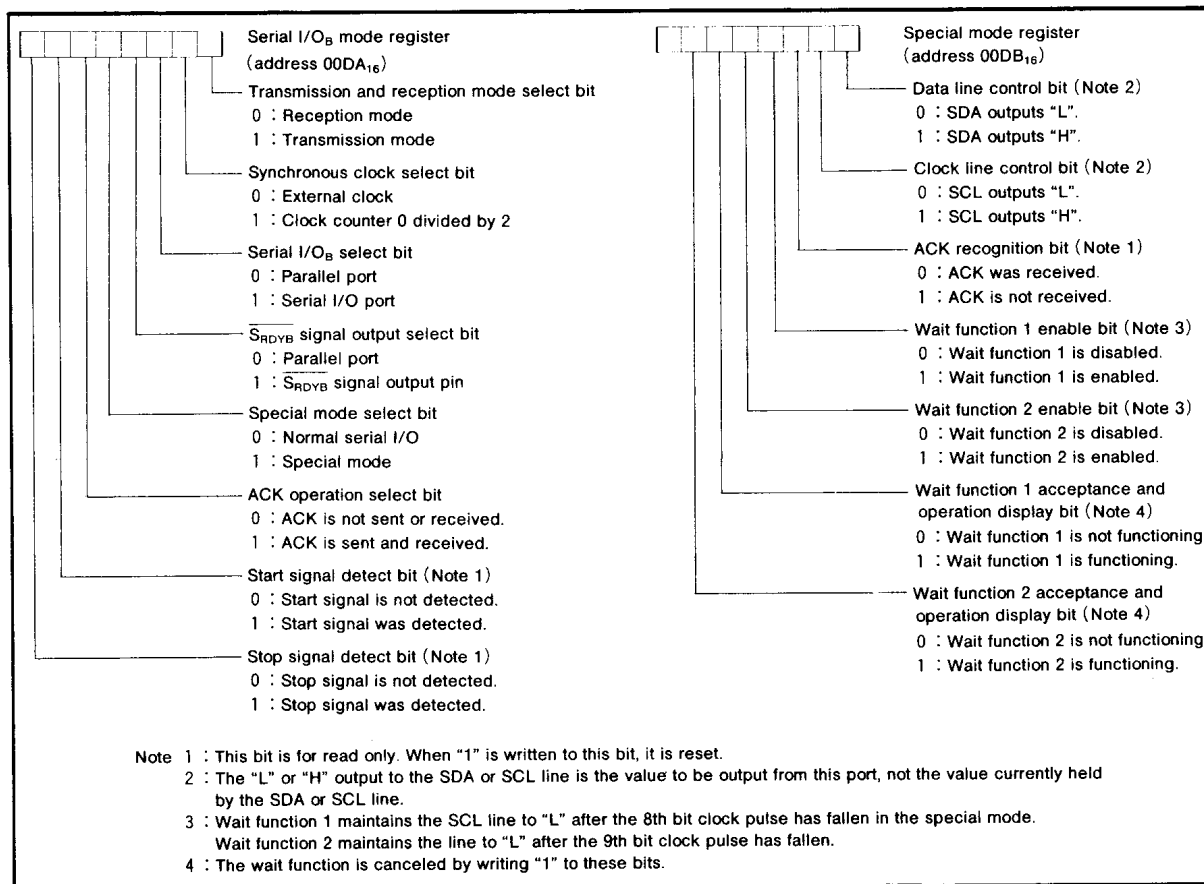 Serial I/O_B mode register
(address 00DA₁₆)
Transmission and reception mode select bit
0 : Reception mode
1 : Transmission mode
Synchronous clock select bit
0 : External clock
1 : Clock counter 0 divided by 2
Serial I/O_B select bit
0 : Parallel port
1 : Serial I/O port
S̅R̅D̅Y̅B̅ signal output select bit
0 : Parallel port
1 : S̅R̅D̅Y̅B̅ signal output pin
Special mode select bit
0 : Normal serial I/O
1 : Special mode
ACK operation select bit
0 : ACK is not sent or received.
1 : ACK is sent and received.
Start signal detect bit (Note 1)
0 : Start signal is not detected.
1 : Start signal was detected.
Stop signal detect bit (Note 1)
0 : Stop signal is not detected.
1 : Stop signal was detected.
Special mode register
(address 00DB₁₆)
Data line control bit (Note 2)
0 : SDA outputs “L”.
1 : SDA outputs “H”.
Clock line control bit (Note 2)
0 : SCL outputs “L”.
1 : SCL outputs “H”.
ACK recognition bit (Note 1)
0 : ACK was received.
1 : ACK is not received.
Wait function 1 enable bit (Note 3)
0 : Wait function 1 is disabled.
1 : Wait function 1 is enabled.
Wait function 2 enable bit (Note 3)
0 : Wait function 2 is disabled.
1 : Wait function 2 is enabled.
Wait function 1 acceptance and
operation display bit (Note 4)
0 : Wait function 1 is not functioning
1 : Wait function 1 is functioning.
Wait function 2 acceptance and
operation display bit (Note 4)
0 : Wait function 2 is not functioning
1 : Wait function 2 is functioning.
Note 1 : This bit is for read only. When “1” is written to this bit, it is reset.
2 : The “L” or “H” output to the SDA or SCL line is the value to be output from this port, not the value currently held
by the SDA or SCL line.
3 : Wait function 1 maintains the SCL line to “L” after the 8th bit clock pulse has fallen in the special mode.
Wait function 2 maintains the line to “L” after the 9th bit clock pulse has fallen.
4 : The wait function is canceled by writing “1” to these bits.